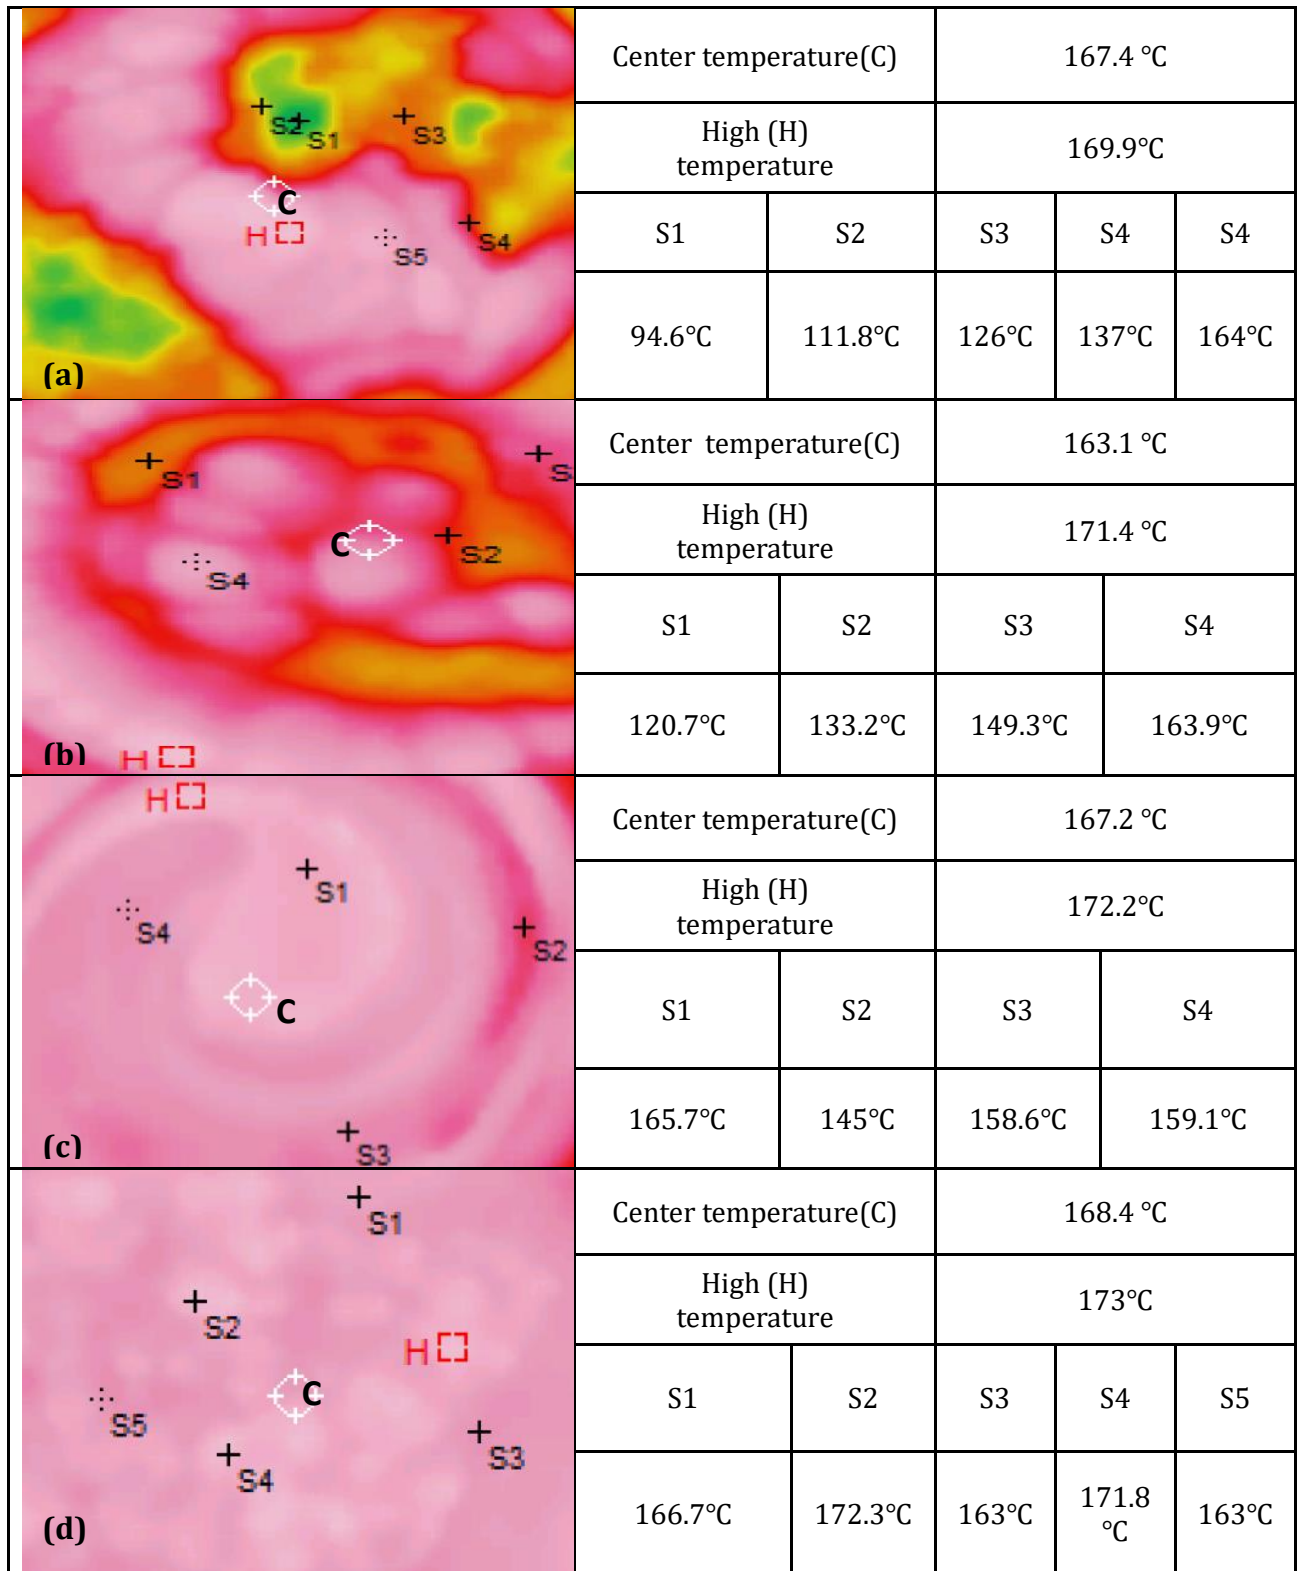 S2
S1
S3
C
H
S4
S5
(a)
Center temperature(C)
167.4 °C
High (H)
temperature
169.9°C
S1 S2 S3 S4 S4
94.6°C 111.8°C 126°C 137°C 164°C
S1
S
C
S2
S4
H
(b)
Center temperature(C)
163.1 °C
High (H)
temperature
171.4 °C
S1 S2 S3 S4
120.7°C 133.2°C 149.3°C 163.9°C
H
S1
S4
S2
C
S3
(c)
Center temperature(C)
167.2 °C
High (H)
temperature
172.2°C
S1 S2 S3 S4
165.7°C 145°C 158.6°C 159.1°C
S1
S2
H
C
S5
S3
S4
(d)
Center temperature(C)
168.4 °C
High (H)
temperature
173°C
S1 S2 S3 S4 S5
166.7°C 172.3°C 163°C 171.8 °C 163°C